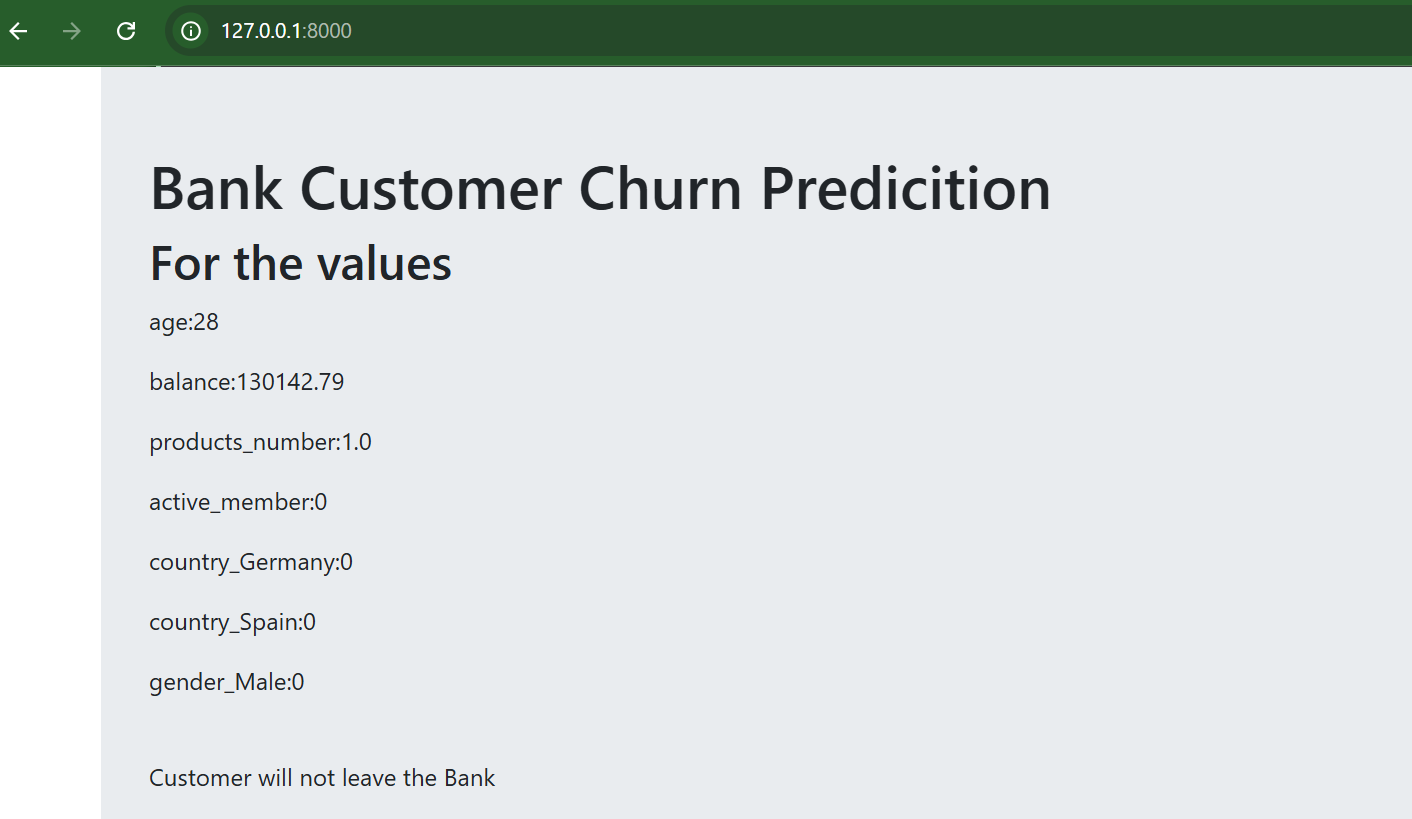 127.0.0.1:8000
Bank Customer Churn Predicition
For the values
age:28
balance:130142.79
products_number:1.0
active_member:0
country_Germany:0
country_Spain:0
gender_Male:0
Customer will not leave the Bank